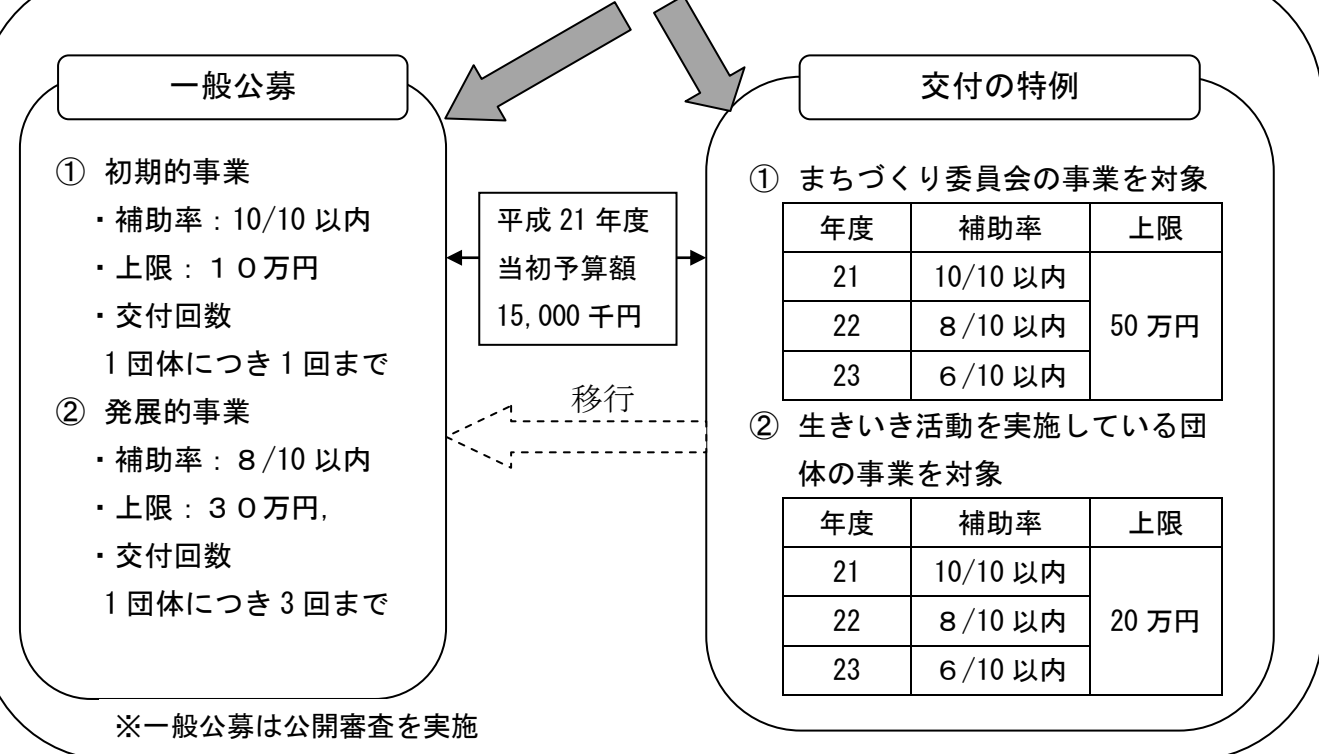 一般公募
① 初期的事業
・補助率：10/10 以内
・上限：１０万円
・交付回数
1 団体につき 1 回まで
② 発展的事業
・補助率：８/10 以内
・上限：３０万円,
・交付回数
1 団体につき 3 回まで
※一般公募は公開審査を実施
平成 21 年度
当初予算額
15,000 千円
移行
交付の特例
① まちづくり委員会の事業を対象
年度 補助率 上限
21 10/10 以内
22 ８/10 以内 50 万円
23 ６/10 以内
② 生きいき活動を実施している団
体の事業を対象
年度 補助率 上限
21 10/10 以内
22 ８/10 以内 20 万円
23 ６/10 以内